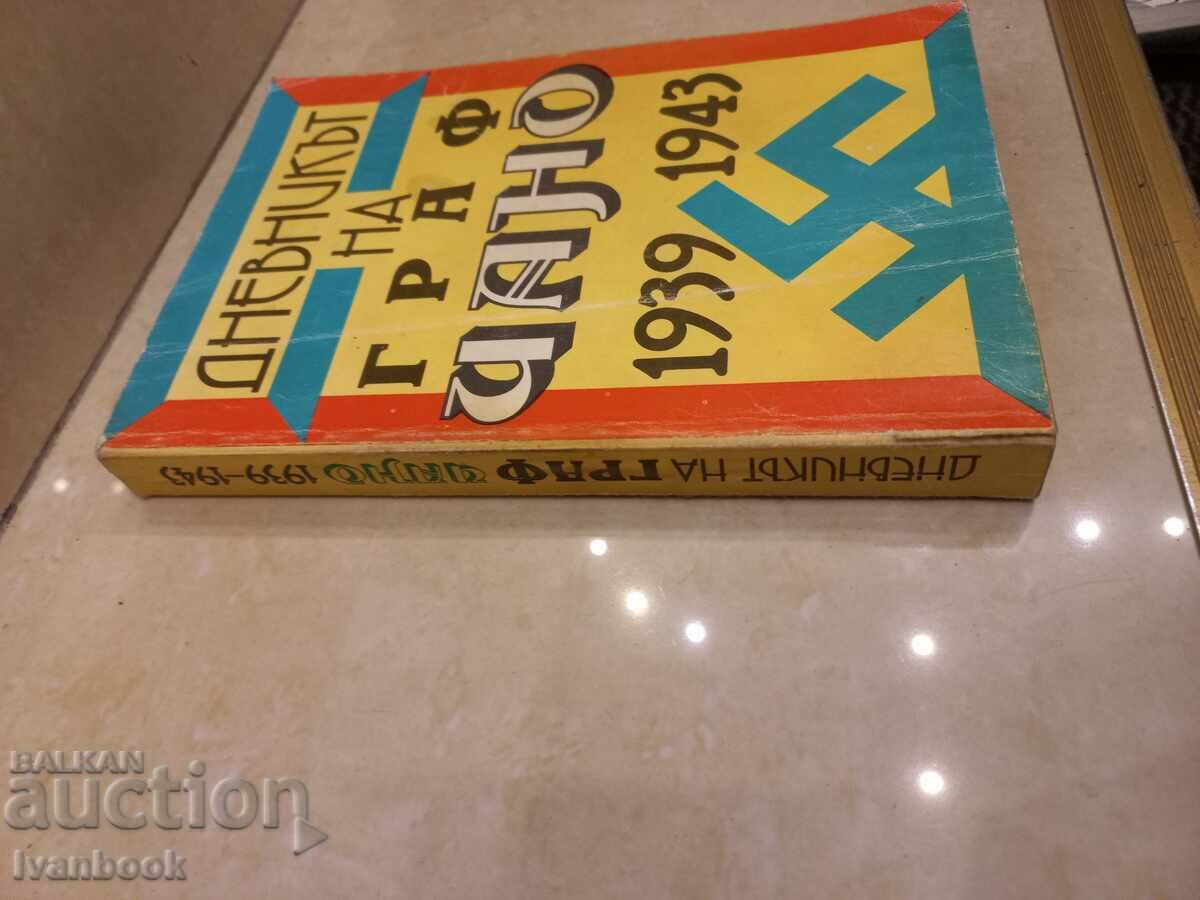 ДНЕВНИКЪТ
НА
ГРАФ
ЧАНО
1939 1943
ДНЕВНИКЪТ НА ГРАФ ЧАНО 1939–1943
BALKAN
auction
Ivanbook